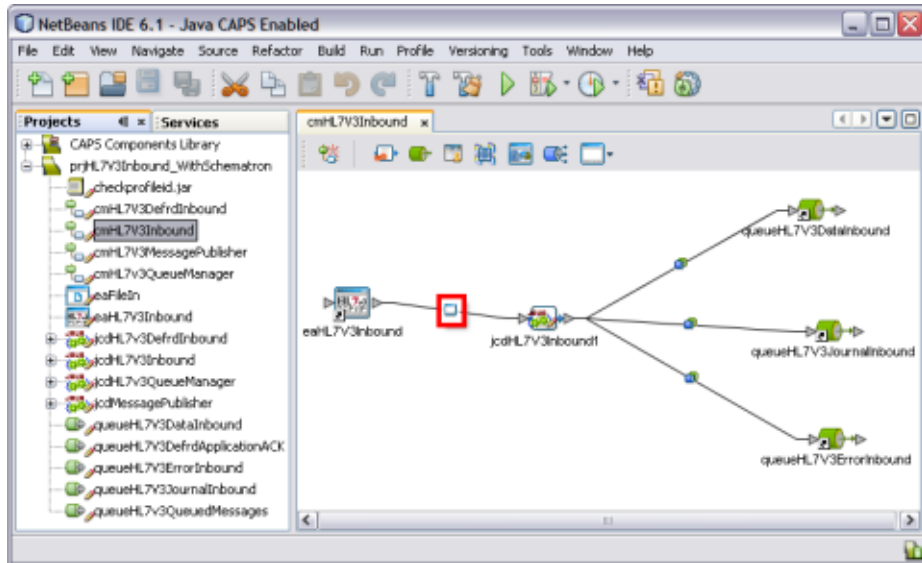 NetBeans IDE 6.1 - Java CAPS Enabled
File Edit View Navigate Source Refactor Build Run Profile Versioning Tools Window Help
Projects Services
cmHL7V3Inbound
CAPS Components Library
prjHL7V3Inbound_WithSchematron
checkprofileid.jar
cmHL7V3DefrdInbound
cmHL7V3Inbound
cmHL7V3MessagePublisher
cmHL7v3QueueManager
eaFileIn
eaHL7V3Inbound
jcdHL7V3DefrdInbound
jcdHL7V3Inbound
jcdHL7v3QueueManager
jcdMessagePublisher
queueHL7V3DataInbound
queueHL7V3DefrdApplicationACK
queueHL7V3ErrorInbound
queueHL7V3JournalInbound
queueHL7v3QueuedMessages
queueHL7V3DataInbound
eaHL7V3Inbound
jcdHL7V3Inbound1
queueHL7V3JournalInbound
queueHL7V3ErrorInbound